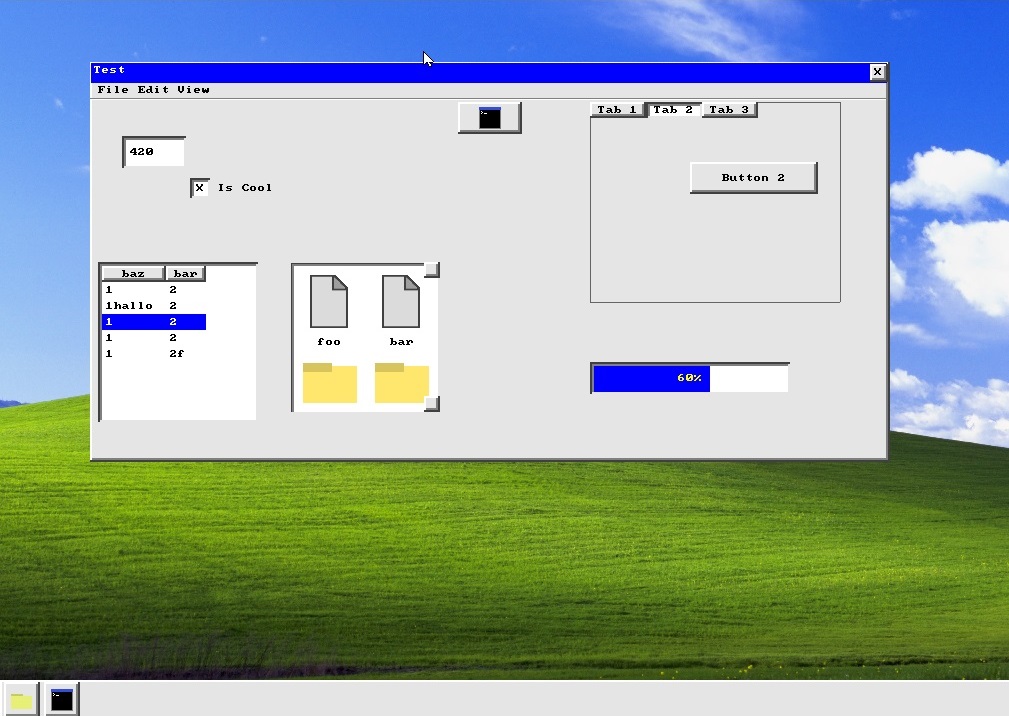 Test
X
File Edit View
Tab 1 Tab 2 Tab 3
420
Button 2
X Is Cool
baz bar
1 2
1hallo 2
1 2
1 2
1 2f
foo bar
60%